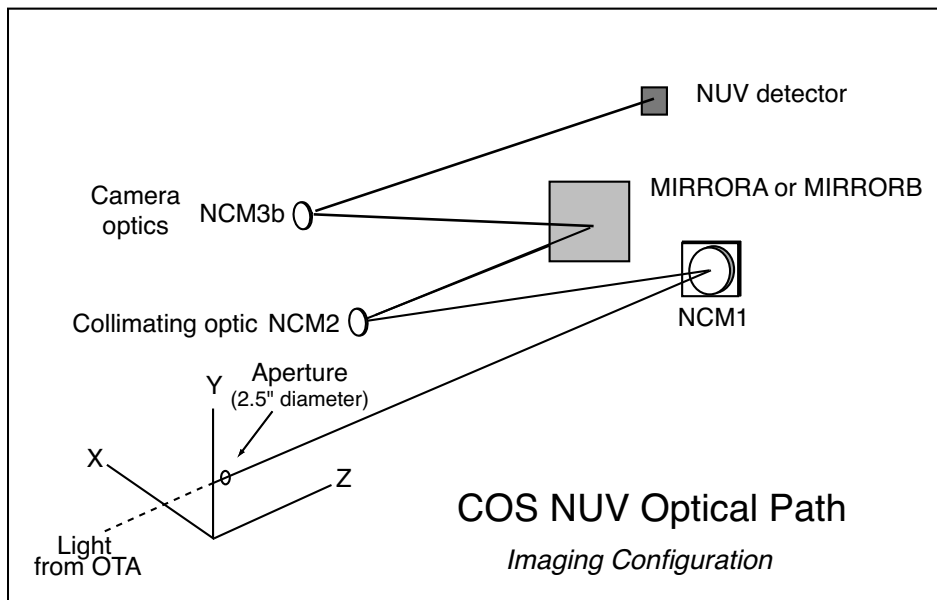 NUV detector
MIRRORA or MIRRORB
Camera
optics
NCM3b
NCM1
Collimating optic NCM2
Aperture
(2.5" diameter)
Y
X
Z
Light
from OTA
COS NUV Optical Path
Imaging Configuration